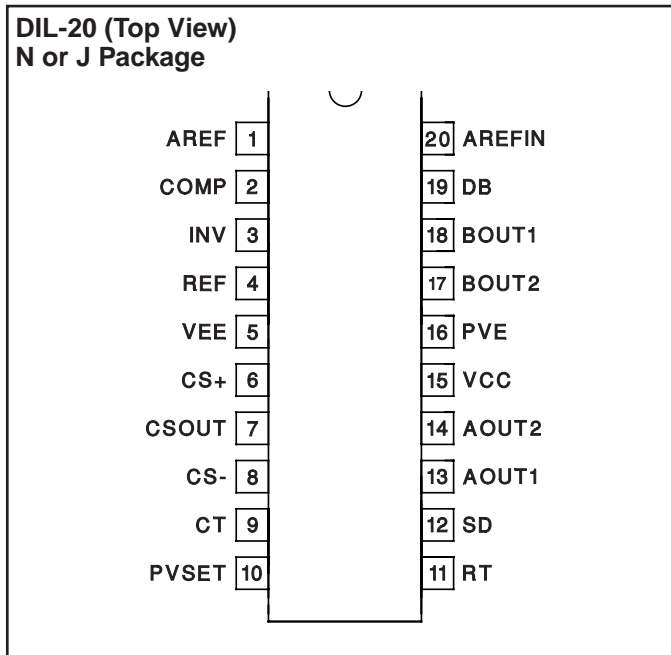 DIL-20 (Top View)
N or J Package
AREF 1 20 AREFIN
COMP 2 19 DB
INV 3 18 BOUT1
REF 4 17 BOUT2
VEE 5 16 PVE
CS+ 6 15 VCC
CSOUT 7 14 AOUT2
CS- 8 13 AOUT1
CT 9 12 SD
PVSET 10 11 RT